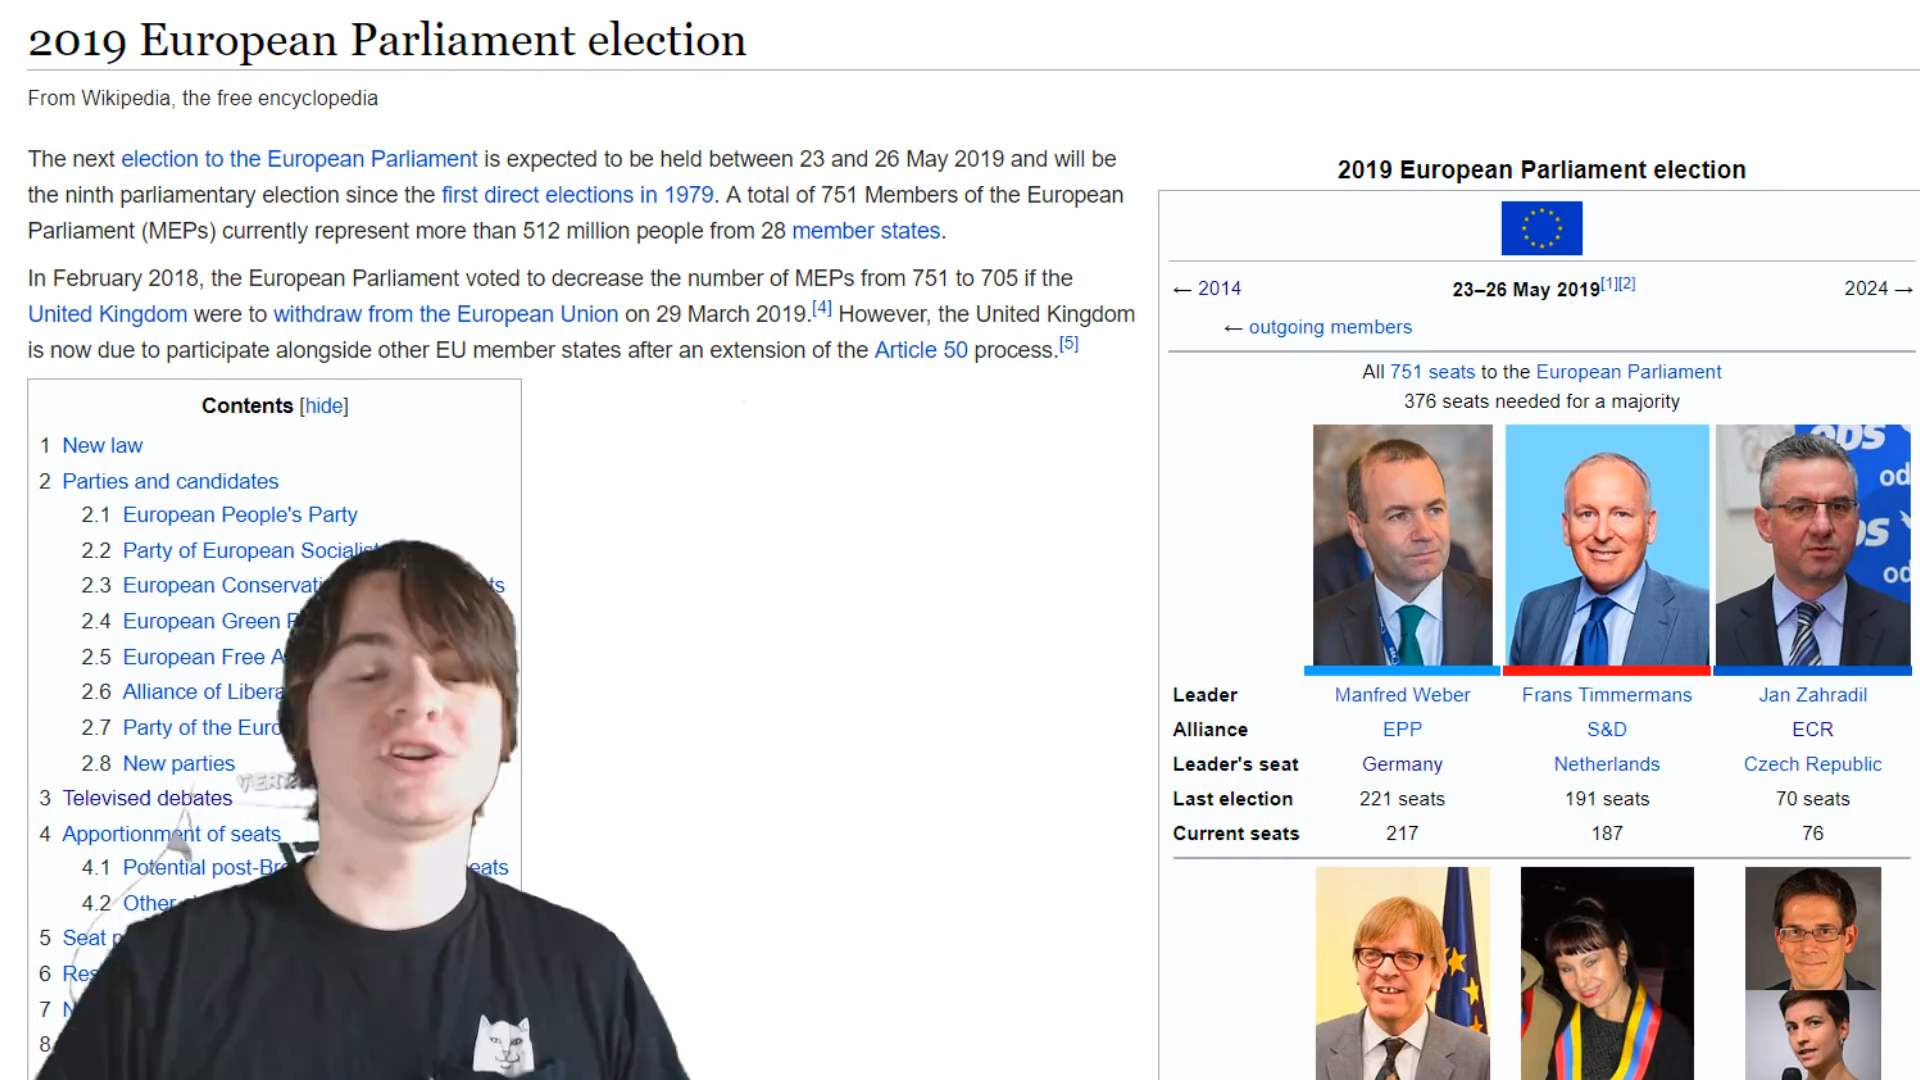 2019 European Parliament election
From Wikipedia, the free encyclopedia
The next election to the European Parliament is expected to be held between 23 and 26 May 2019 and will be
the ninth parliamentary election since the first direct elections in 1979. A total of 751 Members of the European
Parliament (MEPs) currently represent more than 512 million people from 28 member states.
In February 2018, the European Parliament voted to decrease the number of MEPs from 751 to 705 if the
United Kingdom were to withdraw from the European Union on 29 March 2019.[4] However, the United Kingdom
is now due to participate alongside other EU member states after an extension of the Article 50 process.[5]
Contents [hide]
1 New law
2 Parties and candidates
2.1 European People's Party
2.2 Party of European Socialist
2.3 European Conservati ts
2.4 European Green P
2.5 European Free A
2.6 Alliance of Libera
2.7 Party of the Euro
2.8 New parties
3 Televised debates
4 Apportionment of seats
4.1 Potential post-Bre eats
4.2 Other
5 Seat p
6 Res
7 N
8
2019 European Parliament election
← 2014 23–26 May 2019[1][2] 2024 →
← outgoing members
All 751 seats to the European Parliament
376 seats needed for a majority
ods
od
ds
od
Leader Manfred Weber Frans Timmermans Jan Zahradil
Alliance EPP S&D ECR
Leader's seat Germany Netherlands Czech Republic
Last election 221 seats 191 seats 70 seats
Current seats 217 187 76